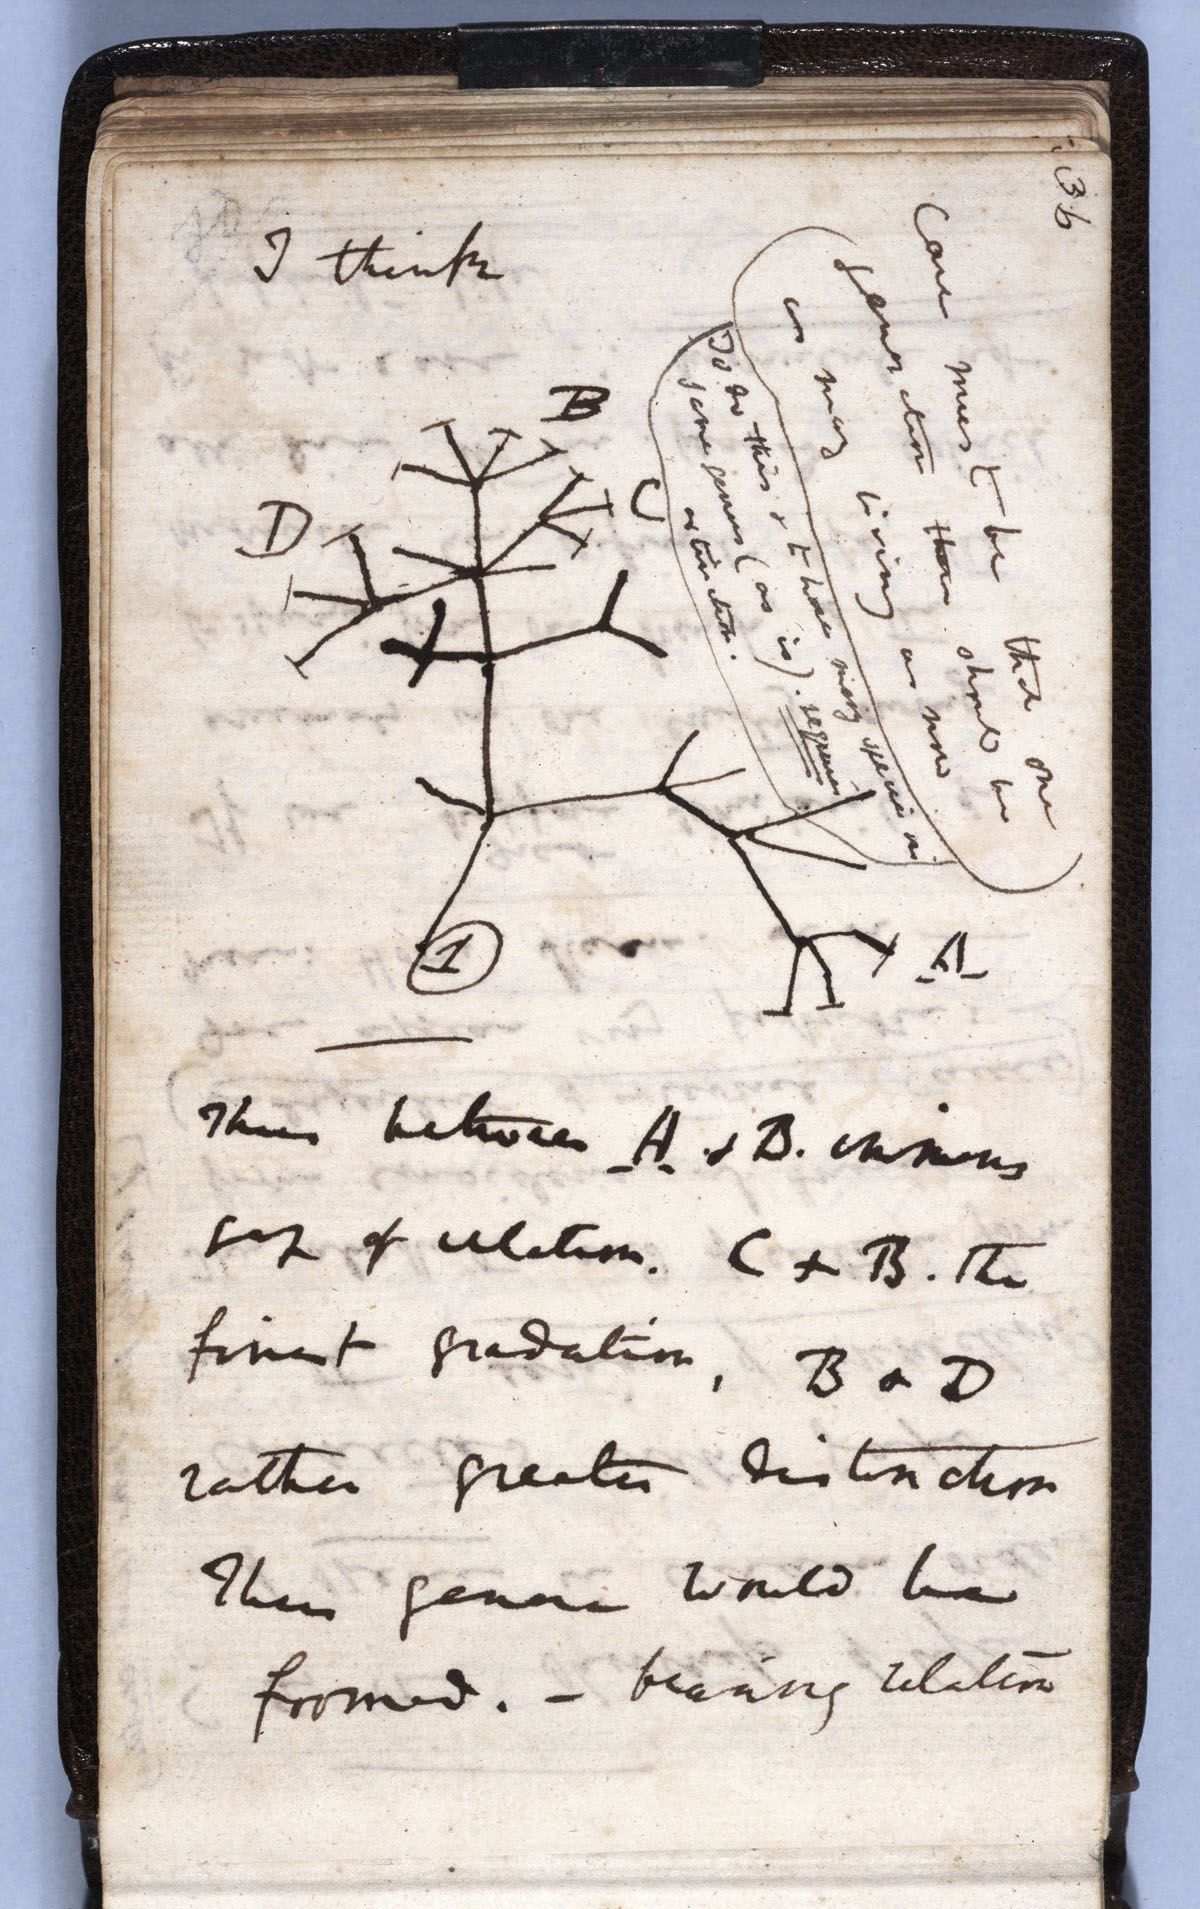 36
I think
Case must be that one
generation then should be
as many living as now
To do this & to have many species in
same genus (as is). requires
extinction.
B
D
C
1
A
Thus between A & B. immens
gap of relation. C & B. the
finest gradation, B & D
rather greater distinction
Thus genera would be
formed. — bearing relation